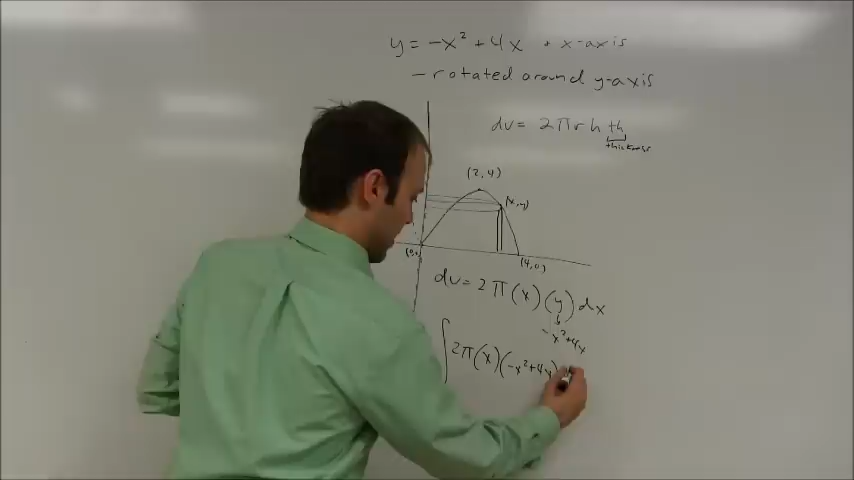 y = -x² + 4x + x-axis
- rotated around y-axis
dv = 2πrh th
thickness
(2,4)
(x,y)
(4,0)
dv = 2π(x)(y)dx
-x²+4x
∫2π(x)(-x²+4x)